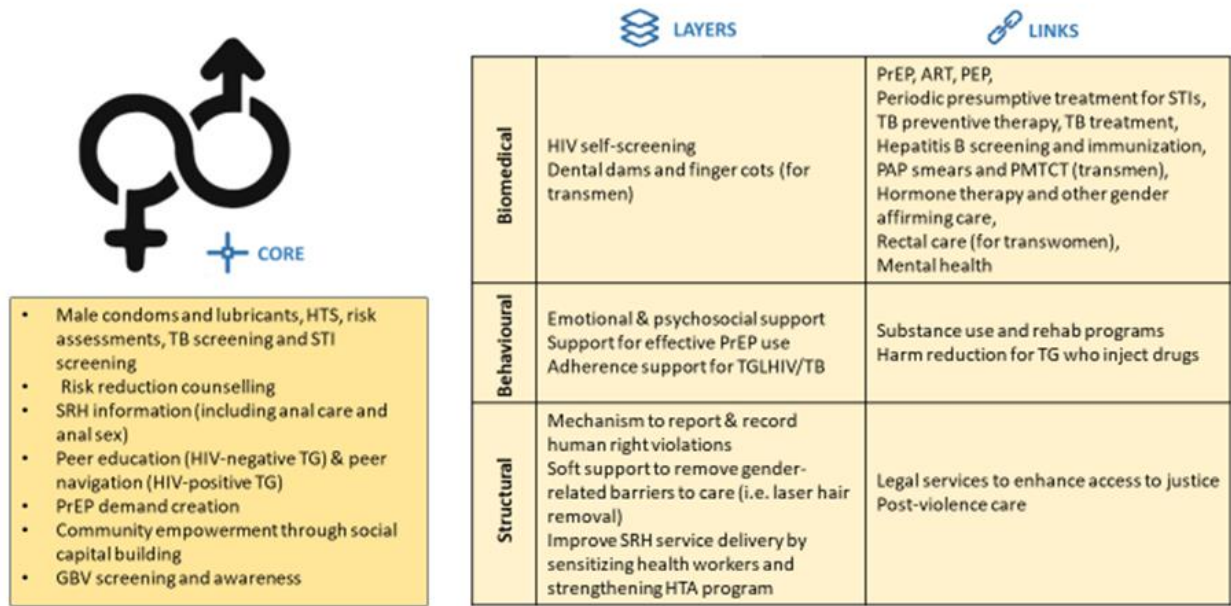 LAYERS
LINKS
CORE
• Male condoms and lubricants, HTS, risk
assessments, TB screening and STI
screening
• Risk reduction counselling
• SRH information (including anal care and
anal sex)
• Peer education (HIV-negative TG) & peer
navigation (HIV-positive TG)
• PrEP demand creation
• Community empowerment through social
capital building
• GBV screening and awareness
Biomedical
HIV self-screening
Dental dams and finger cots (for
transmen)
PrEP, ART, PEP,
Periodic presumptive treatment for STIs,
TB preventive therapy, TB treatment,
Hepatitis B screening and immunization,
PAP smears and PMTCT (transmen),
Hormone therapy and other gender
affirming care,
Rectal care (for transwomen),
Mental health
Behavioural
Emotional & psychosocial support
Support for effective PrEP use
Adherence support for TGLHIV/TB
Substance use and rehab programs
Harm reduction for TG who inject drugs
Structural
Mechanism to report & record
human right violations
Soft support to remove gender-
related barriers to care (i.e. laser hair
removal)
Improve SRH service delivery by
sensitizing health workers and
strengthening HTA program
Legal services to enhance access to justice
Post-violence care